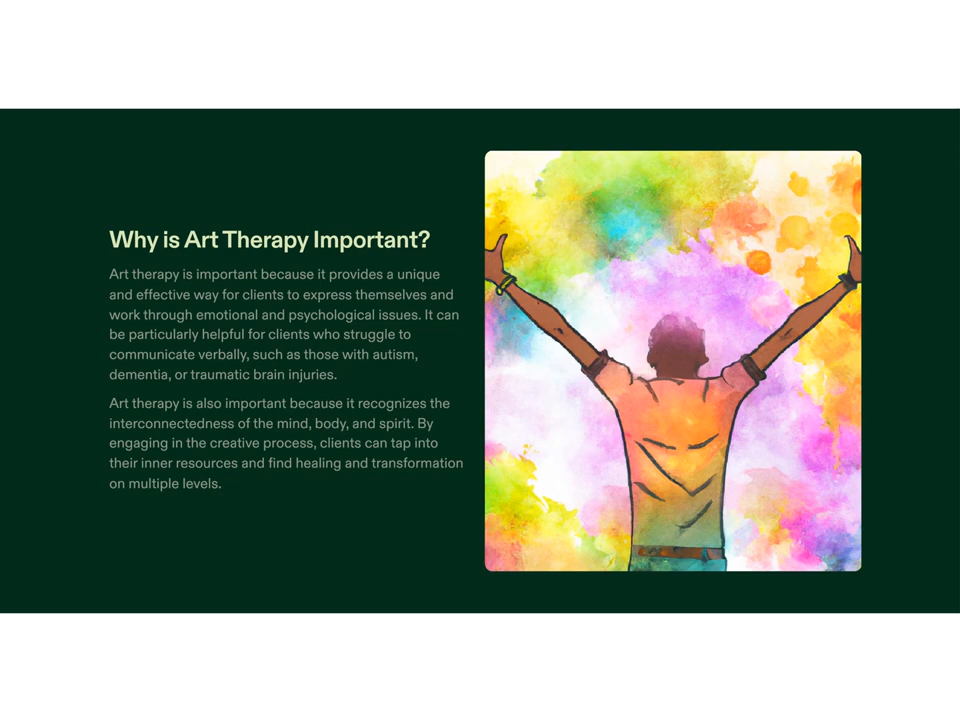 Why is Art Therapy Important?
Art therapy is important because it provides a unique
and effective way for clients to express themselves and
work through emotional and psychological issues. It can
be particularly helpful for clients who struggle to
communicate verbally, such as those with autism,
dementia, or traumatic brain injuries.
Art therapy is also important because it recognizes the
interconnectedness of the mind, body, and spirit. By
engaging in the creative process, clients can tap into
their inner resources and find healing and transformation
on multiple levels.